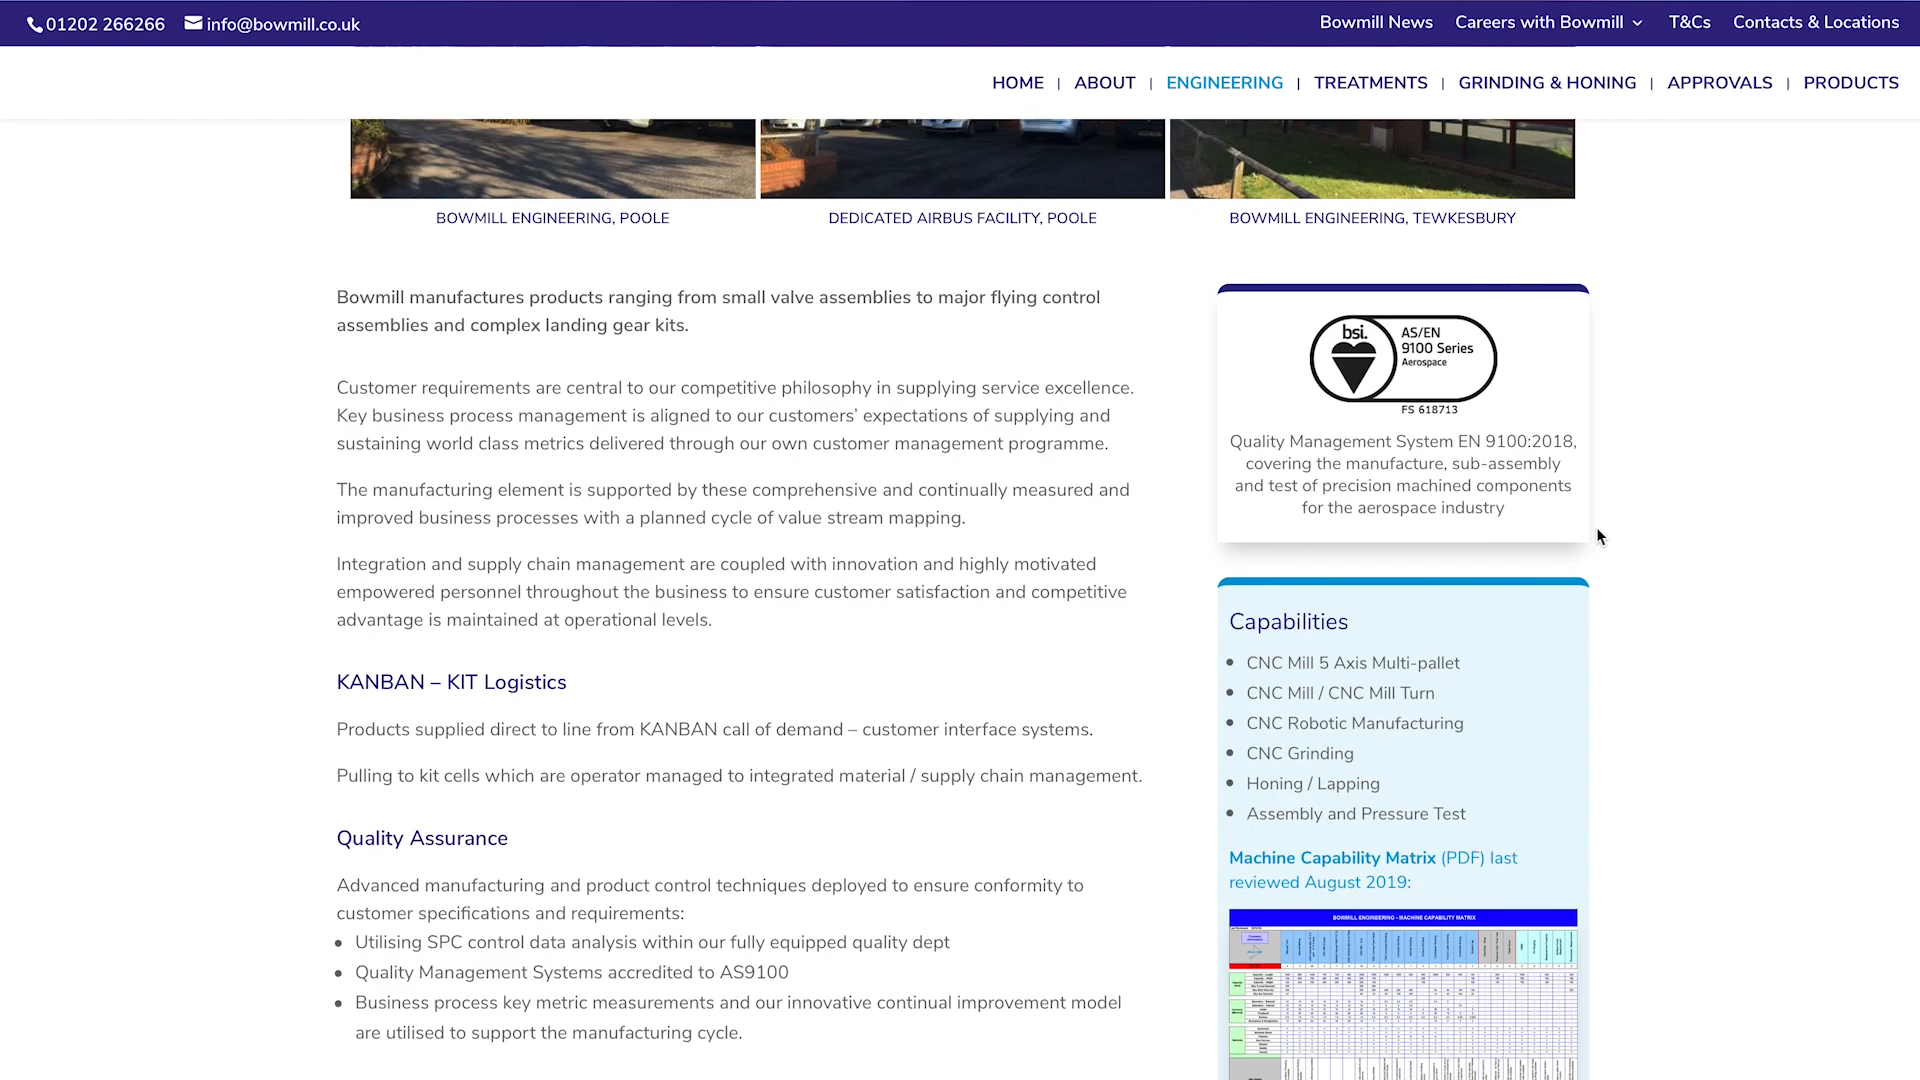 01202 266266 info@bowmill.co.uk Bowmill News Careers with Bowmill T&Cs Contacts & Locations
HOME | ABOUT | ENGINEERING | TREATMENTS | GRINDING & HONING | APPROVALS | PRODUCTS
BOWMILL ENGINEERING, POOLE
DEDICATED AIRBUS FACILITY, POOLE
BOWMILL ENGINEERING, TEWKESBURY
Bowmill manufactures products ranging from small valve assemblies to major flying control
assemblies and complex landing gear kits.
Customer requirements are central to our competitive philosophy in supplying service excellence.
Key business process management is aligned to our customers’ expectations of supplying and
sustaining world class metrics delivered through our own customer management programme.
The manufacturing element is supported by these comprehensive and continually measured and
improved business processes with a planned cycle of value stream mapping.
Integration and supply chain management are coupled with innovation and highly motivated
empowered personnel throughout the business to ensure customer satisfaction and competitive
advantage is maintained at operational levels.
KANBAN – KIT Logistics
Products supplied direct to line from KANBAN call of demand – customer interface systems.
Pulling to kit cells which are operator managed to integrated material / supply chain management.
Quality Assurance
Advanced manufacturing and product control techniques deployed to ensure conformity to
customer specifications and requirements:
• Utilising SPC control data analysis within our fully equipped quality dept
• Quality Management Systems accredited to AS9100
• Business process key metric measurements and our innovative continual improvement model
are utilised to support the manufacturing cycle.
bsi.
AS/EN
9100 Series
Aerospace
FS 618713
Quality Management System EN 9100:2018,
covering the manufacture, sub-assembly
and test of precision machined components
for the aerospace industry
Capabilities
• CNC Mill 5 Axis Multi-pallet
• CNC Mill / CNC Mill Turn
• CNC Robotic Manufacturing
• CNC Grinding
• Honing / Lapping
• Assembly and Pressure Test
Machine Capability Matrix (PDF) last
reviewed August 2019:
BOWMILL ENGINEERING - MACHINE CAPABILITY MATRIX